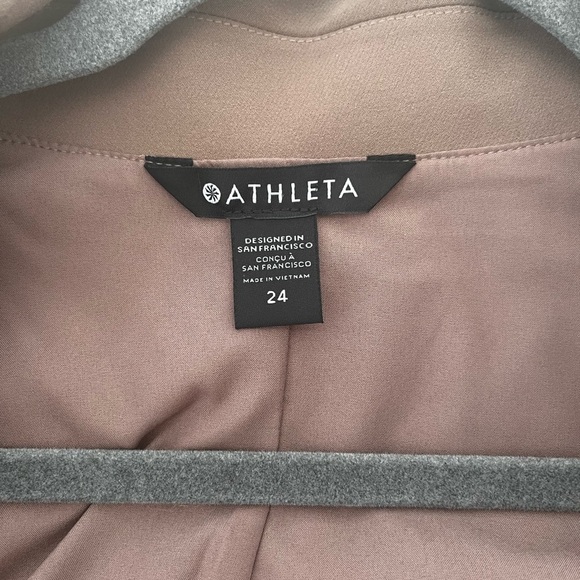 ATHLETA
DESIGNED IN
SAN FRANCISCO
CONÇU À
SAN FRANCISCO
MADE IN VIETNAM
24